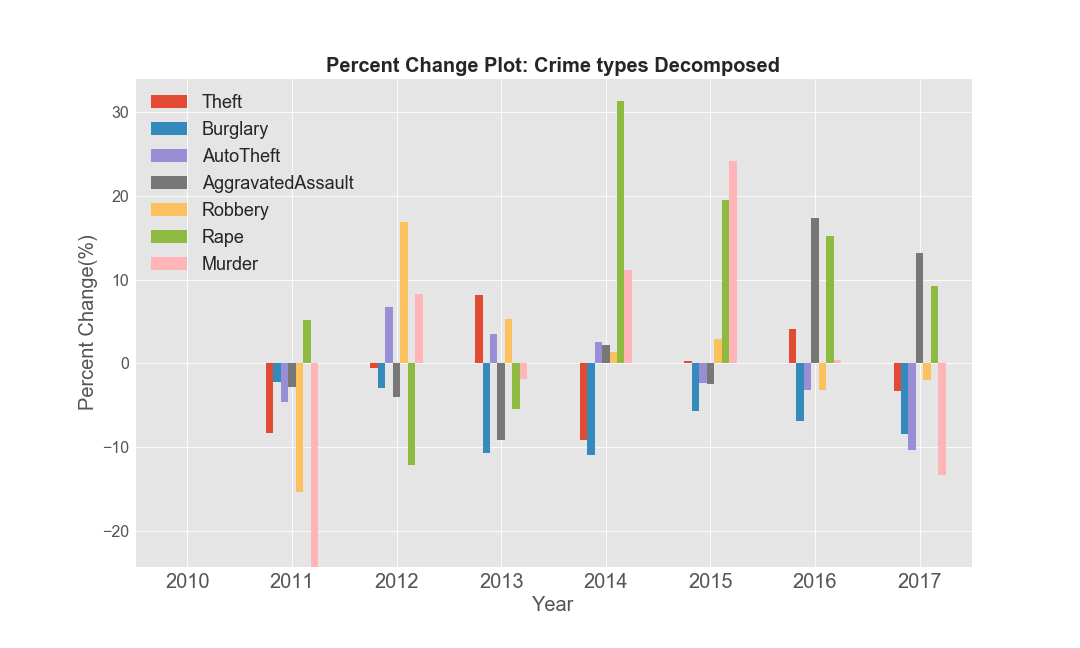 Percent Change Plot: Crime types Decomposed
Theft
Burglary
AutoTheft
AggravatedAssault
Robbery
Rape
Murder
Percent Change(%)
30
20
10
0
−10
−20
2010 2011 2012 2013 2014 2015 2016 2017
Year